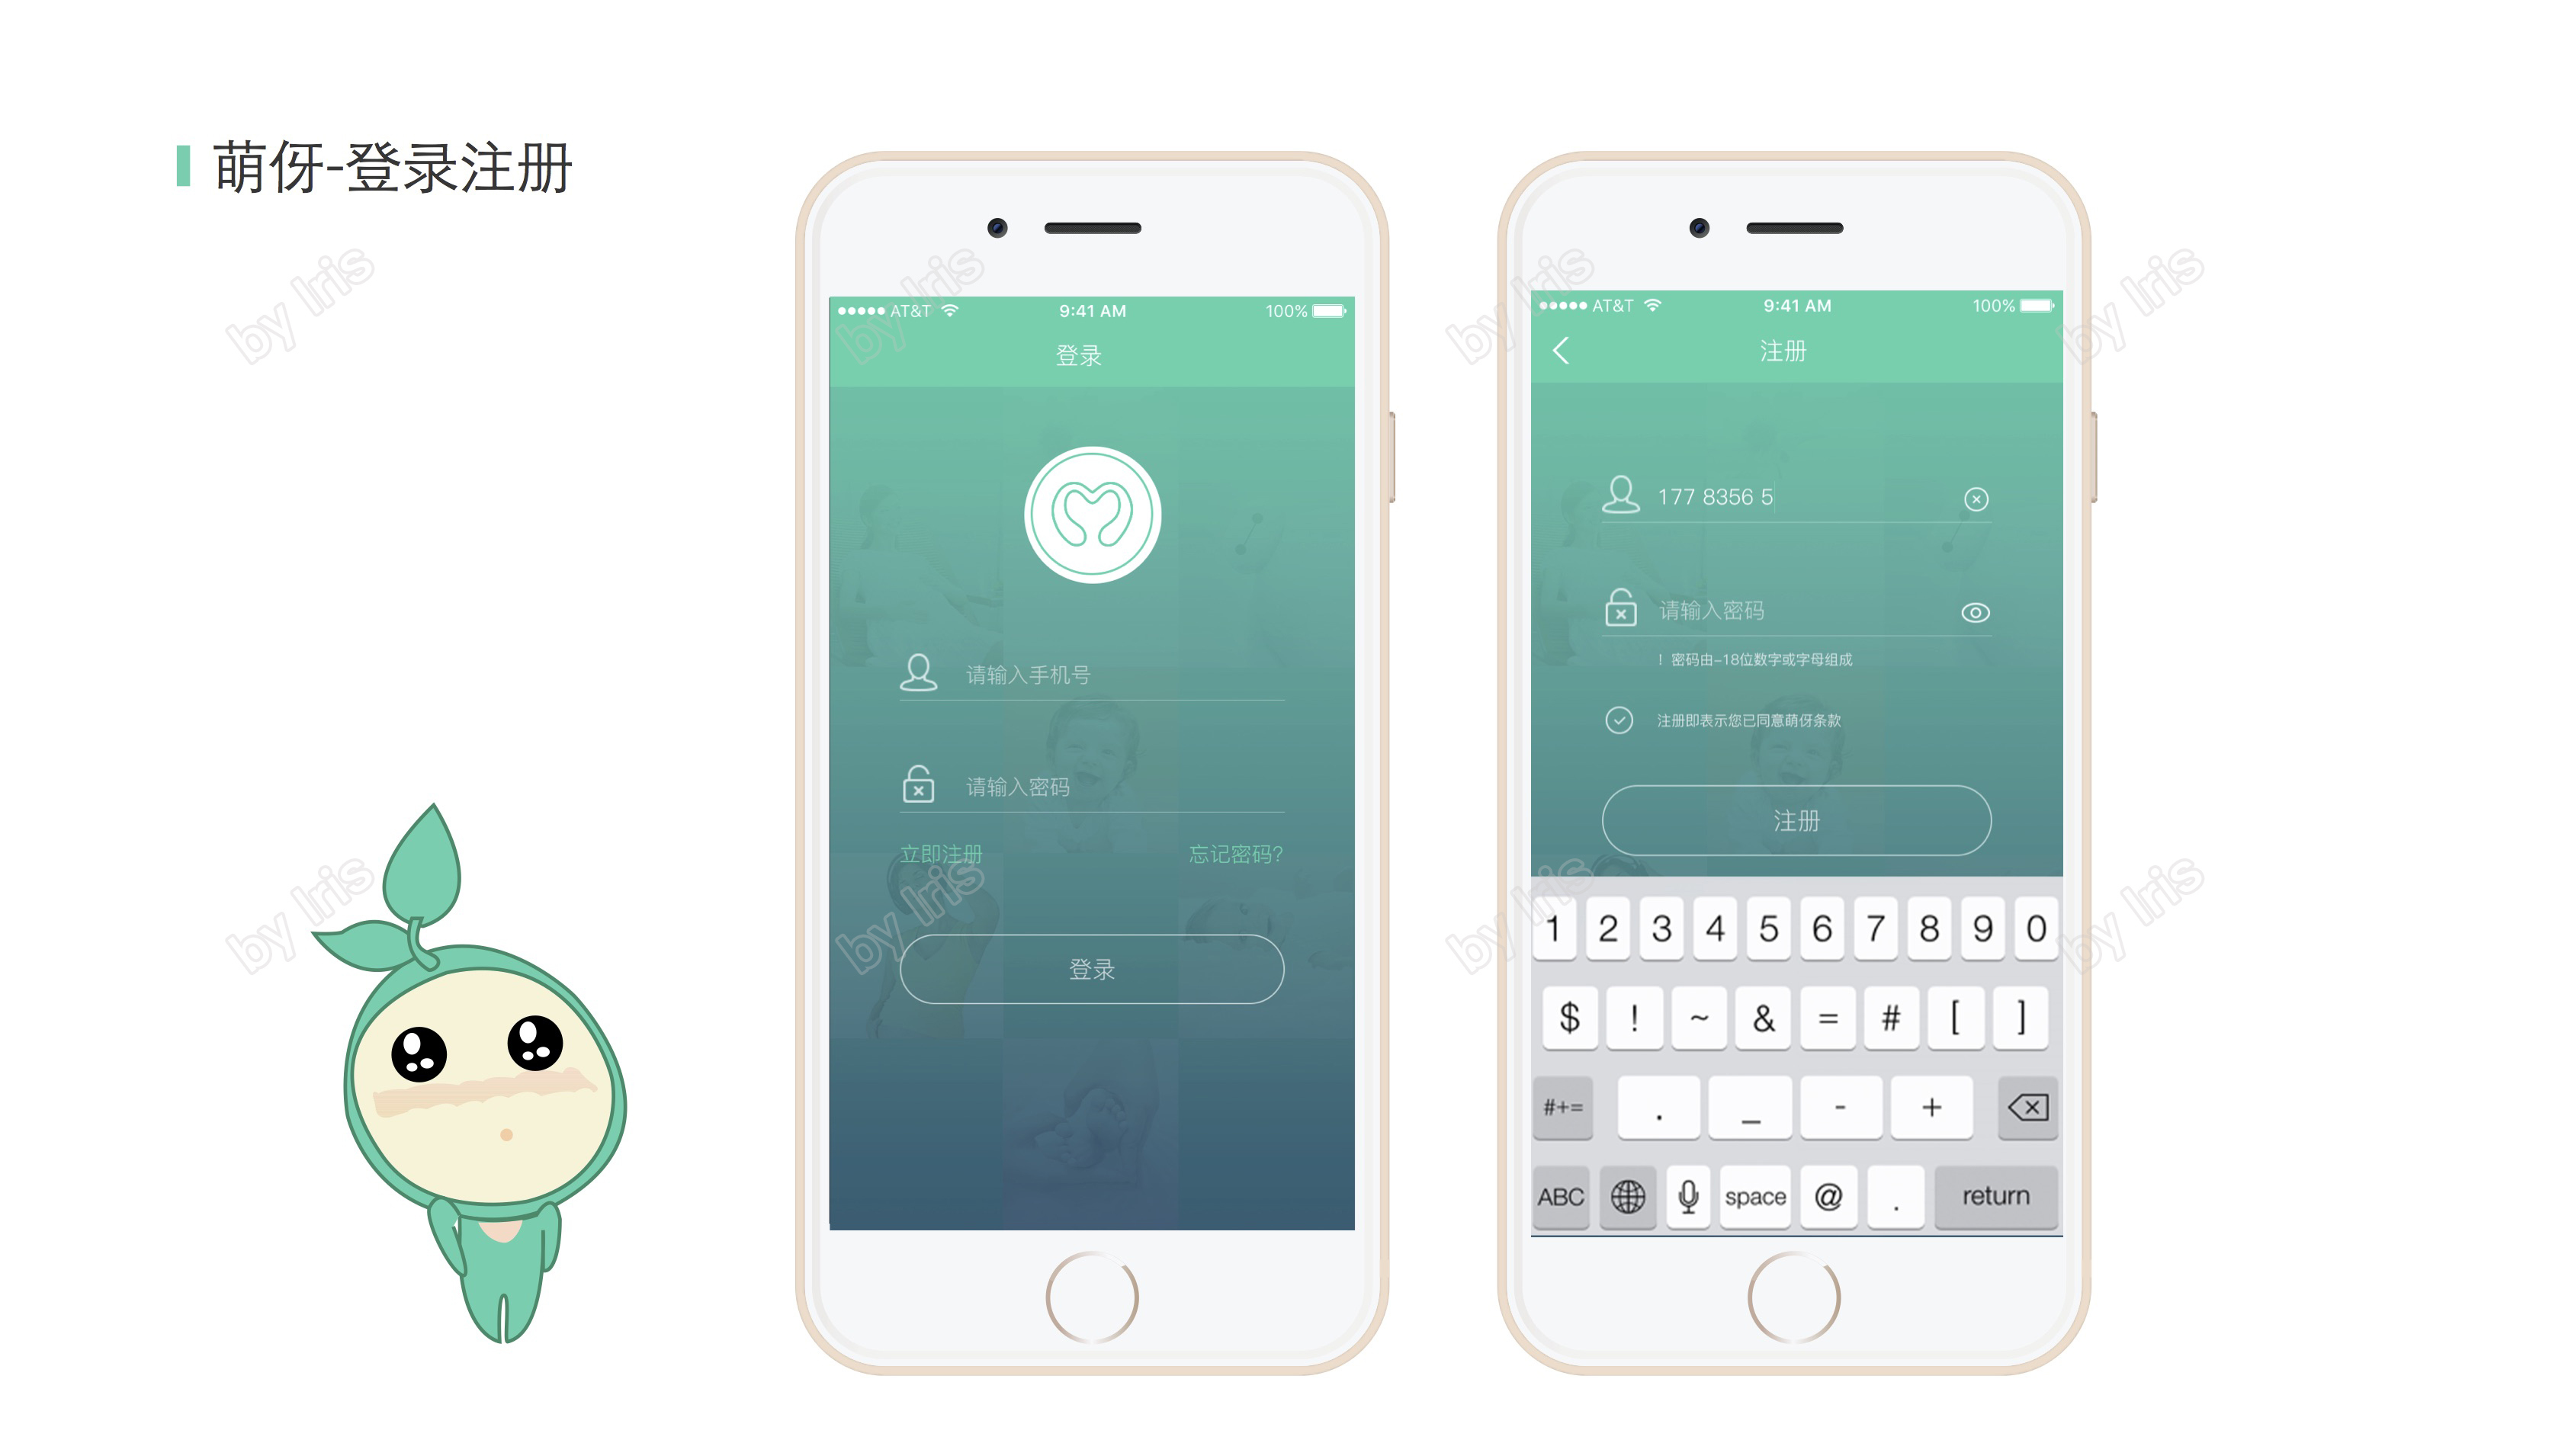 萌伢-登录注册
by Iris
by Iris
by Iris
by Iris
AT&T 9:41 AM 100%
登录
请输入手机号
请输入密码
立即注册 忘记密码?
登录
AT&T 9:41 AM 100%
注册
177 8356 5
请输入密码
! 密码由-18位数字或字母组成
注册即表示您已同意萌伢条款
注册
1 2 3 4 5 6 7 8 9 0
$ ! ~ & = # [ ]
#+= . _ - +
ABC space @ . return
by Iris
by Iris
by Iris
by Iris